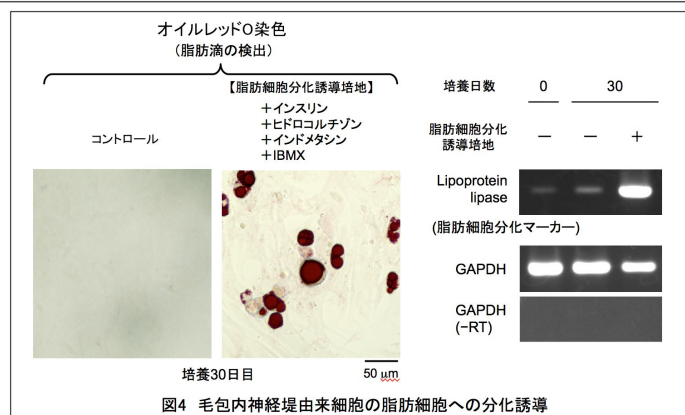 オイルレッドO染色
(脂肪滴の検出)
コントロール
【脂肪細胞分化誘導培地】
＋インスリン
＋ヒドロコルチゾン
＋インドメタシン
＋IBMX
培養30日目
50 μm
培養日数 0 30
脂肪細胞分化
誘導培地 － － ＋
Lipoprotein
lipase
(脂肪細胞分化マーカー)
GAPDH
GAPDH
(−RT)
図4 毛包内神経堤由来細胞の脂肪細胞への分化誘導